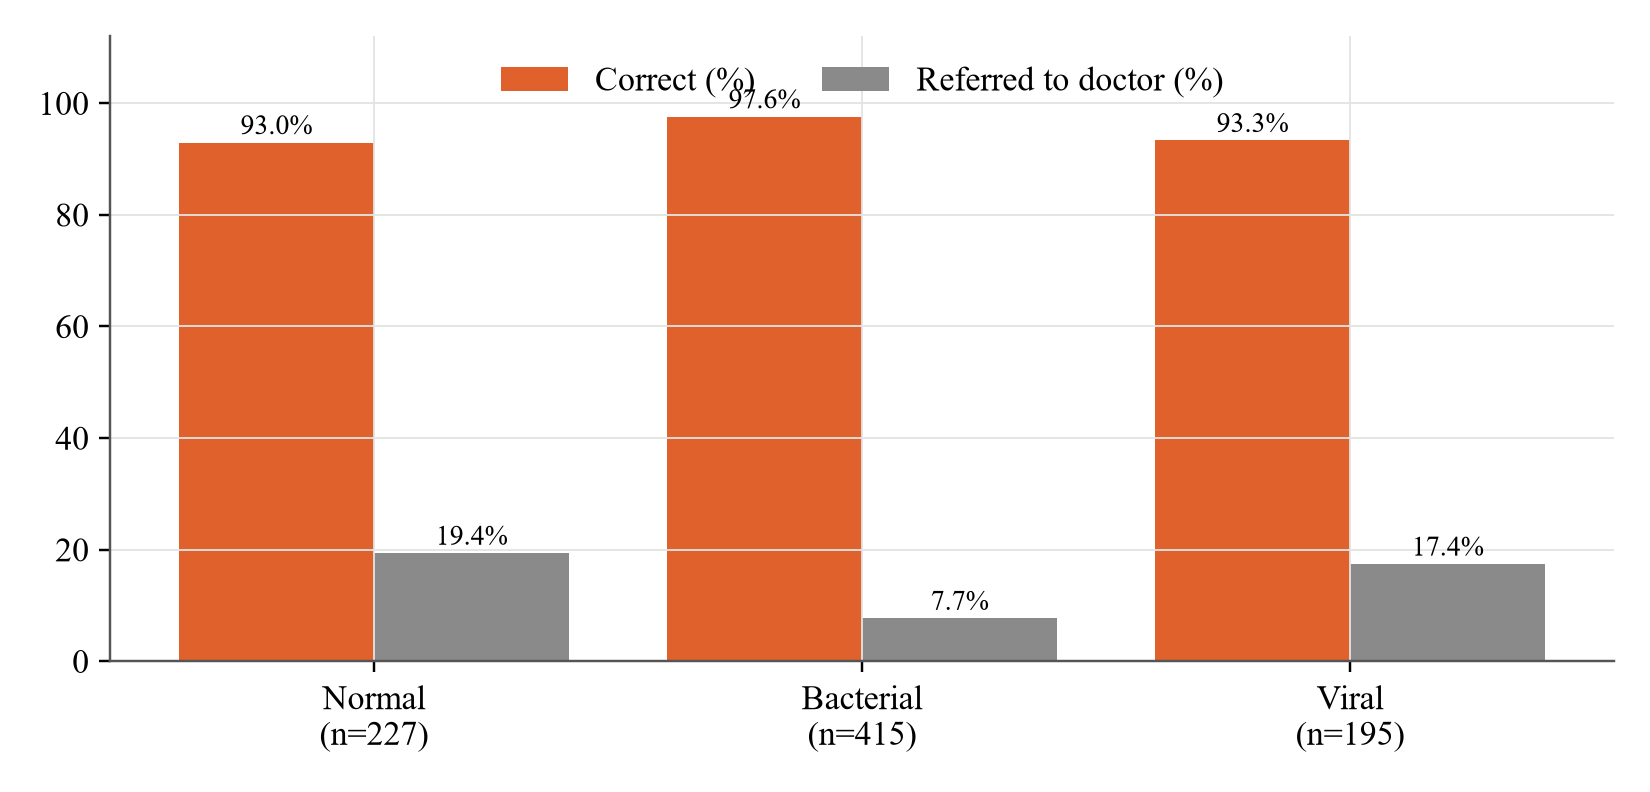 Correct (%) Referred to doctor (%)
100
80
60
40
20
0
93.0%
19.4%
97.6%
7.7%
93.3%
17.4%
Normal
(n=227)
Bacterial
(n=415)
Viral
(n=195)